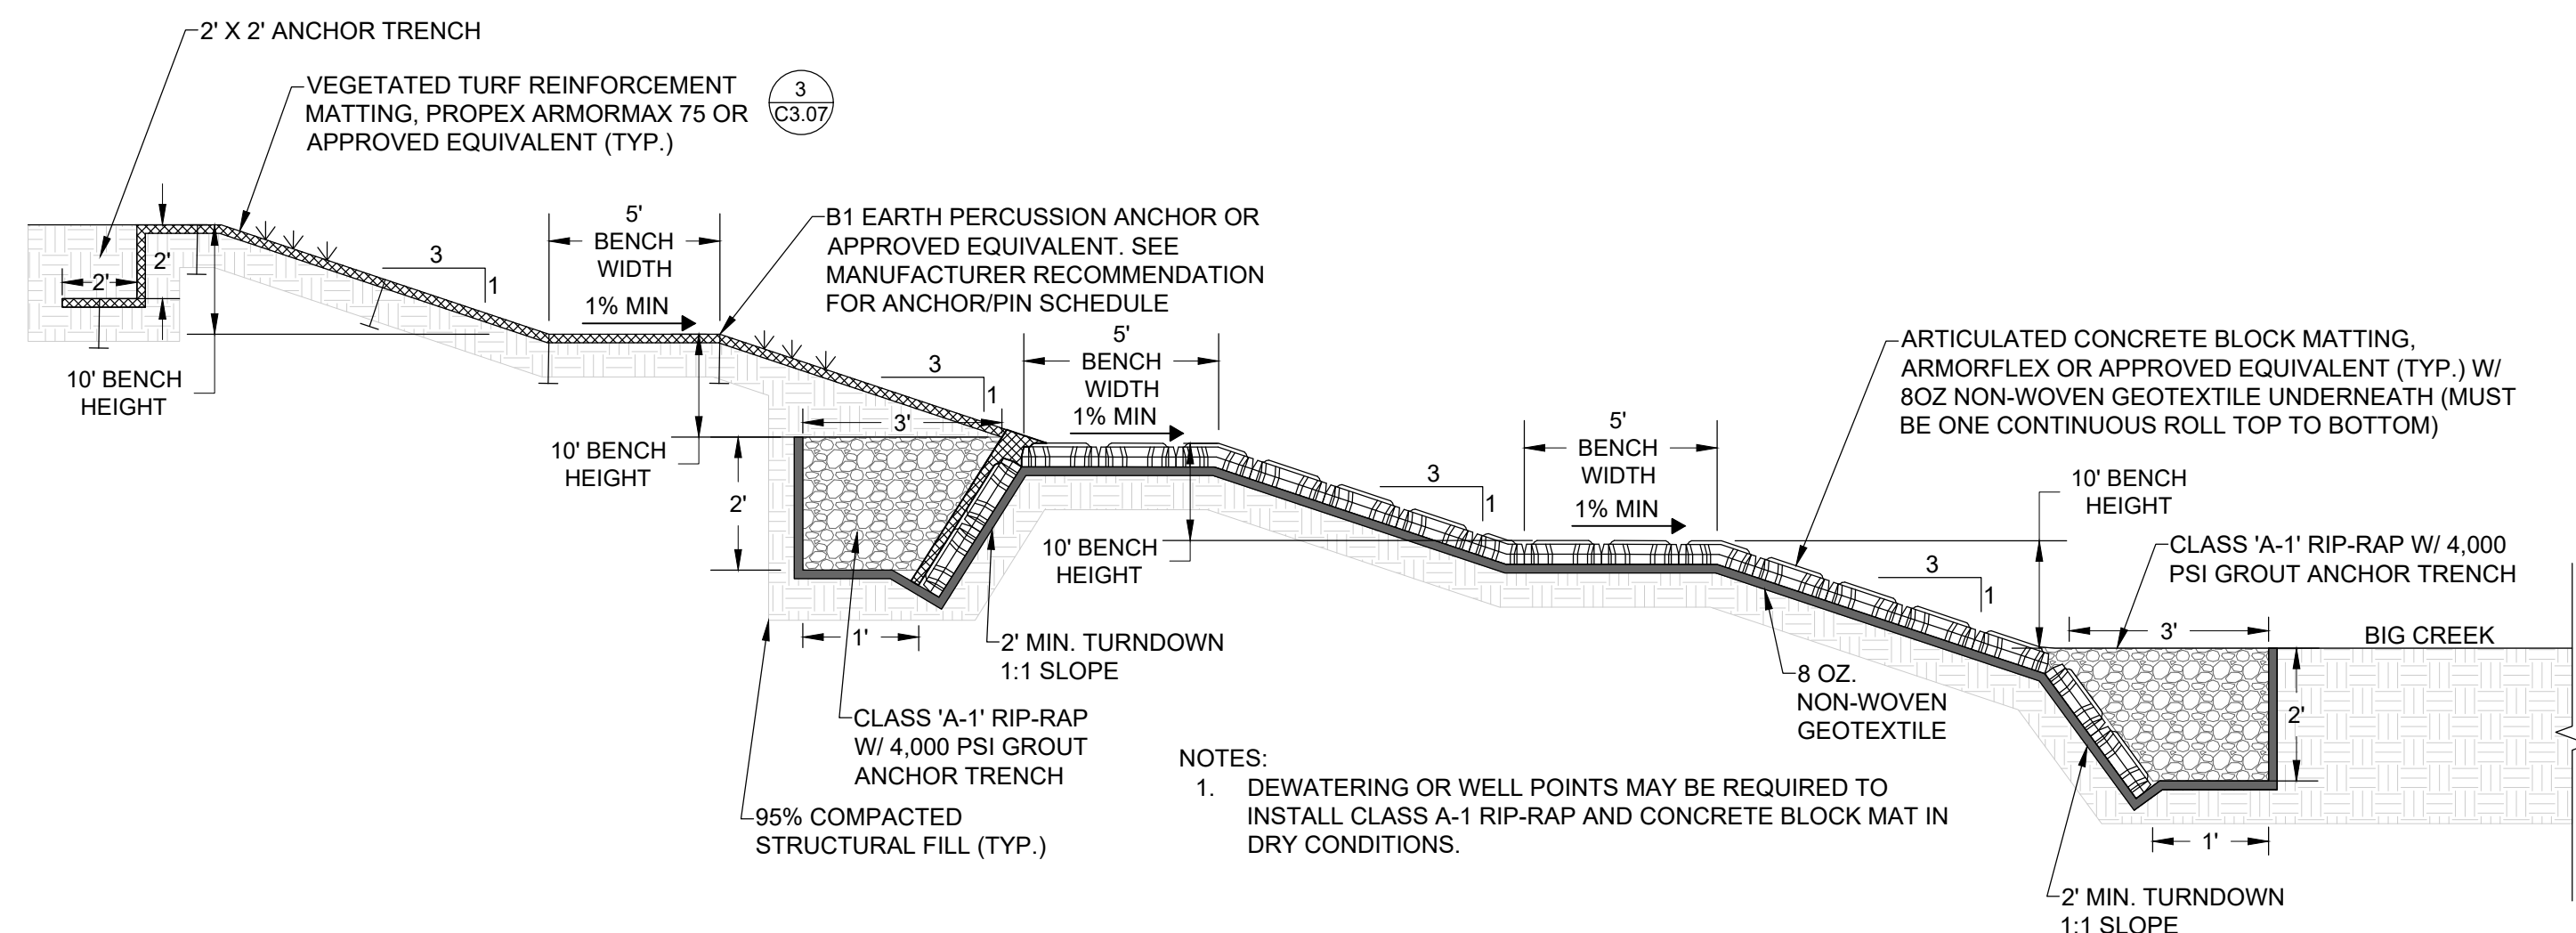 2' X 2' ANCHOR TRENCH
VEGETATED TURF REINFORCEMENT
MATTING, PROPEX ARMORMAX 75 OR
APPROVED EQUIVALENT (TYP.)
3
C3.07
2'
2'
10' BENCH
HEIGHT
3
1
5'
BENCH
WIDTH
1% MIN
B1 EARTH PERCUSSION ANCHOR OR
APPROVED EQUIVALENT. SEE
MANUFACTURER RECOMMENDATION
FOR ANCHOR/PIN SCHEDULE
3
1
10' BENCH
HEIGHT
3'
2'
1'
5'
BENCH
WIDTH
1% MIN
10' BENCH
HEIGHT
2' MIN. TURNDOWN
1:1 SLOPE
CLASS 'A-1' RIP-RAP
W/ 4,000 PSI GROUT
ANCHOR TRENCH
95% COMPACTED
STRUCTURAL FILL (TYP.)
3
1
5'
BENCH
WIDTH
1% MIN
ARTICULATED CONCRETE BLOCK MATTING,
ARMORFLEX OR APPROVED EQUIVALENT (TYP.) W/
8OZ NON-WOVEN GEOTEXTILE UNDERNEATH (MUST
BE ONE CONTINUOUS ROLL TOP TO BOTTOM)
10' BENCH
HEIGHT
3
1
CLASS 'A-1' RIP-RAP W/ 4,000
PSI GROUT ANCHOR TRENCH
3'
BIG CREEK
2'
1'
8 OZ.
NON-WOVEN
GEOTEXTILE
2' MIN. TURNDOWN
1:1 SLOPE
NOTES:
1. DEWATERING OR WELL POINTS MAY BE REQUIRED TO
INSTALL CLASS A-1 RIP-RAP AND CONCRETE BLOCK MAT IN
DRY CONDITIONS.